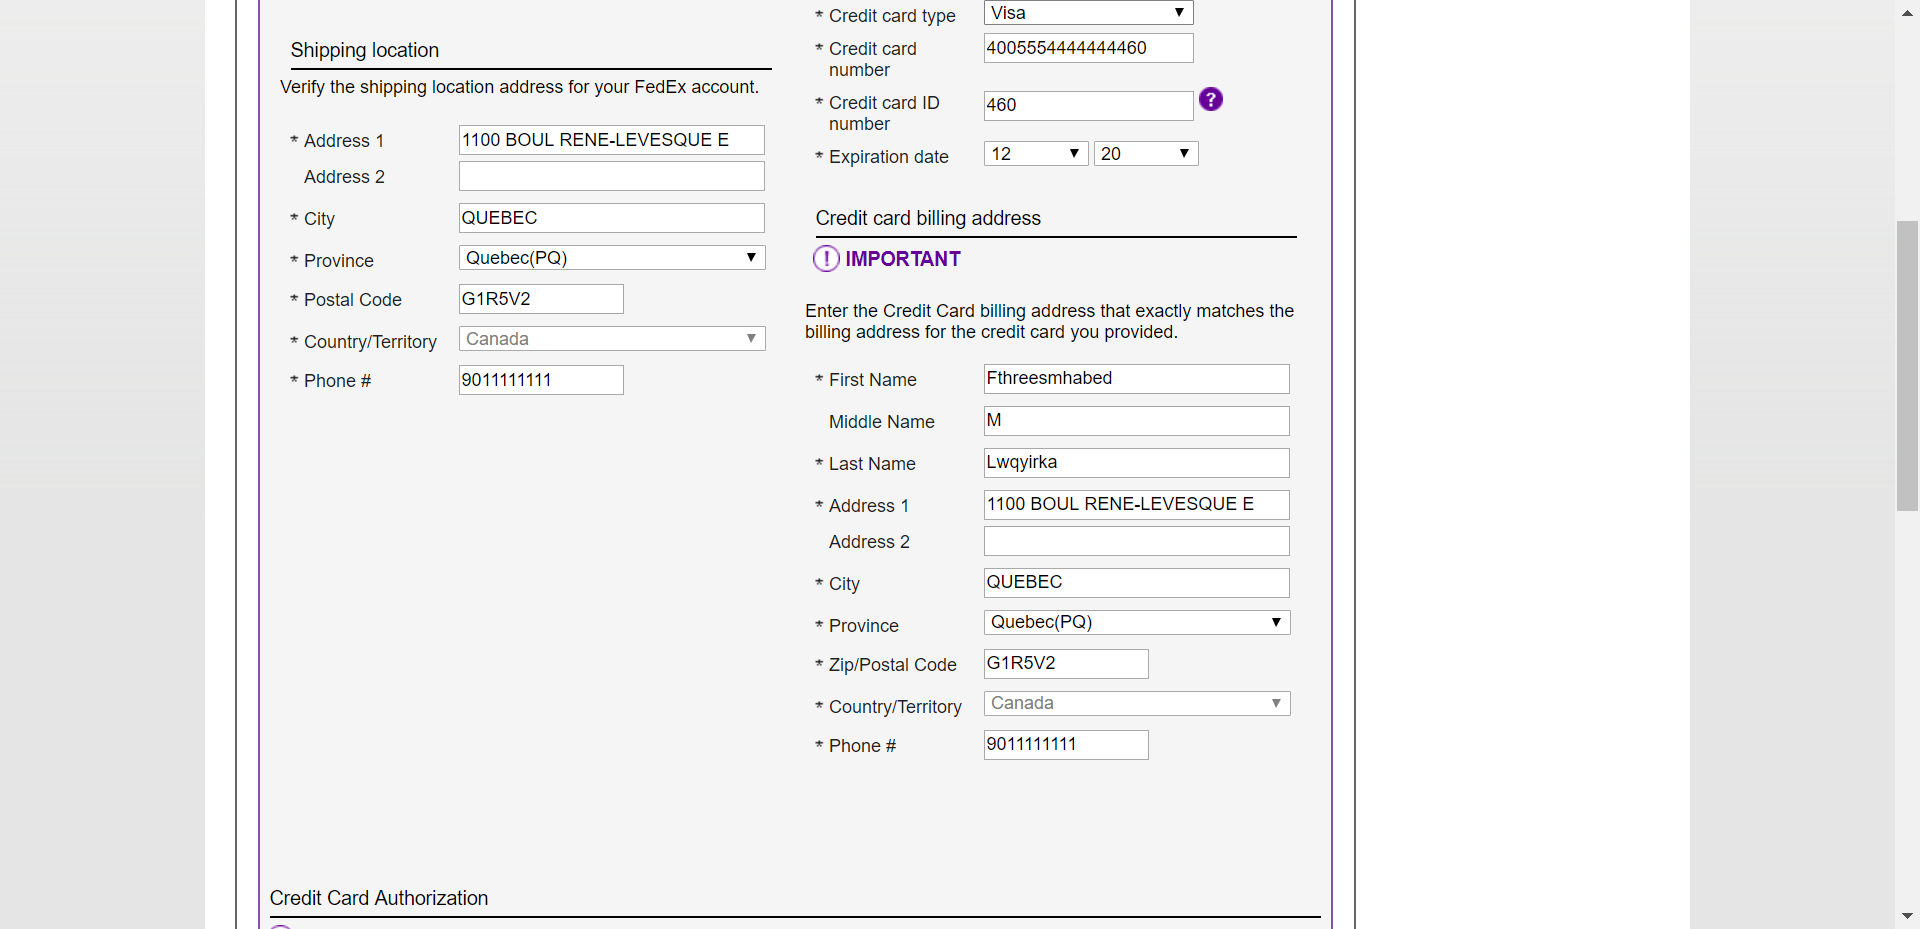 Shipping location
Verify the shipping location address for your FedEx account.
* Address 1 1100 BOUL RENE-LEVESQUE E
Address 2
* City QUEBEC
* Province Quebec(PQ)
* Postal Code G1R5V2
* Country/Territory Canada
* Phone # 9011111111
* Credit card type Visa
* Credit card number 4005554444444460
* Credit card ID number 460
?
* Expiration date 12 20
Credit card billing address
! IMPORTANT
Enter the Credit Card billing address that exactly matches the
billing address for the credit card you provided.
* First Name Fthreesmhabed
Middle Name M
* Last Name Lwqyirka
* Address 1 1100 BOUL RENE-LEVESQUE E
Address 2
* City QUEBEC
* Province Quebec(PQ)
* Zip/Postal Code G1R5V2
* Country/Territory Canada
* Phone # 9011111111
Credit Card Authorization